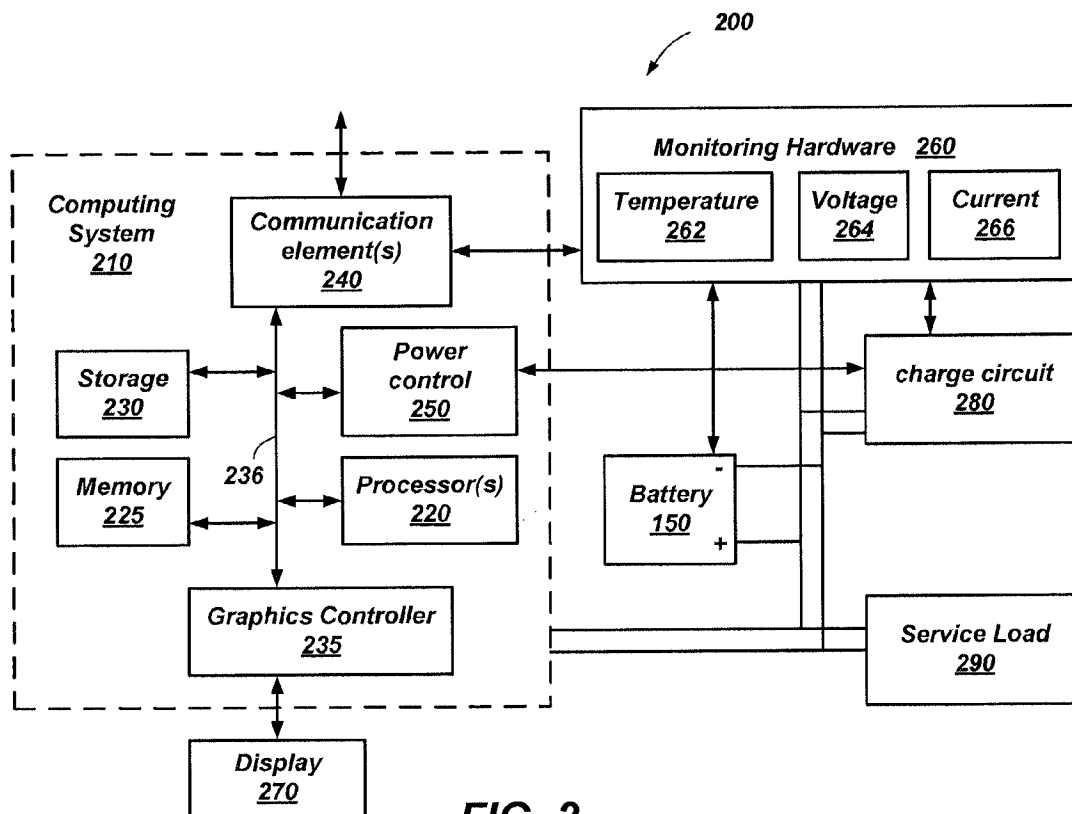 200
Monitoring Hardware 260
Temperature
262
Voltage
264
Current
266
Computing
System
210
Communication
element(s)
240
Storage
230
Power
control
250
charge circuit
280
236
Memory
225
Processor(s)
220
Battery
150
-
+
Graphics Controller
235
Service Load
290
Display
270